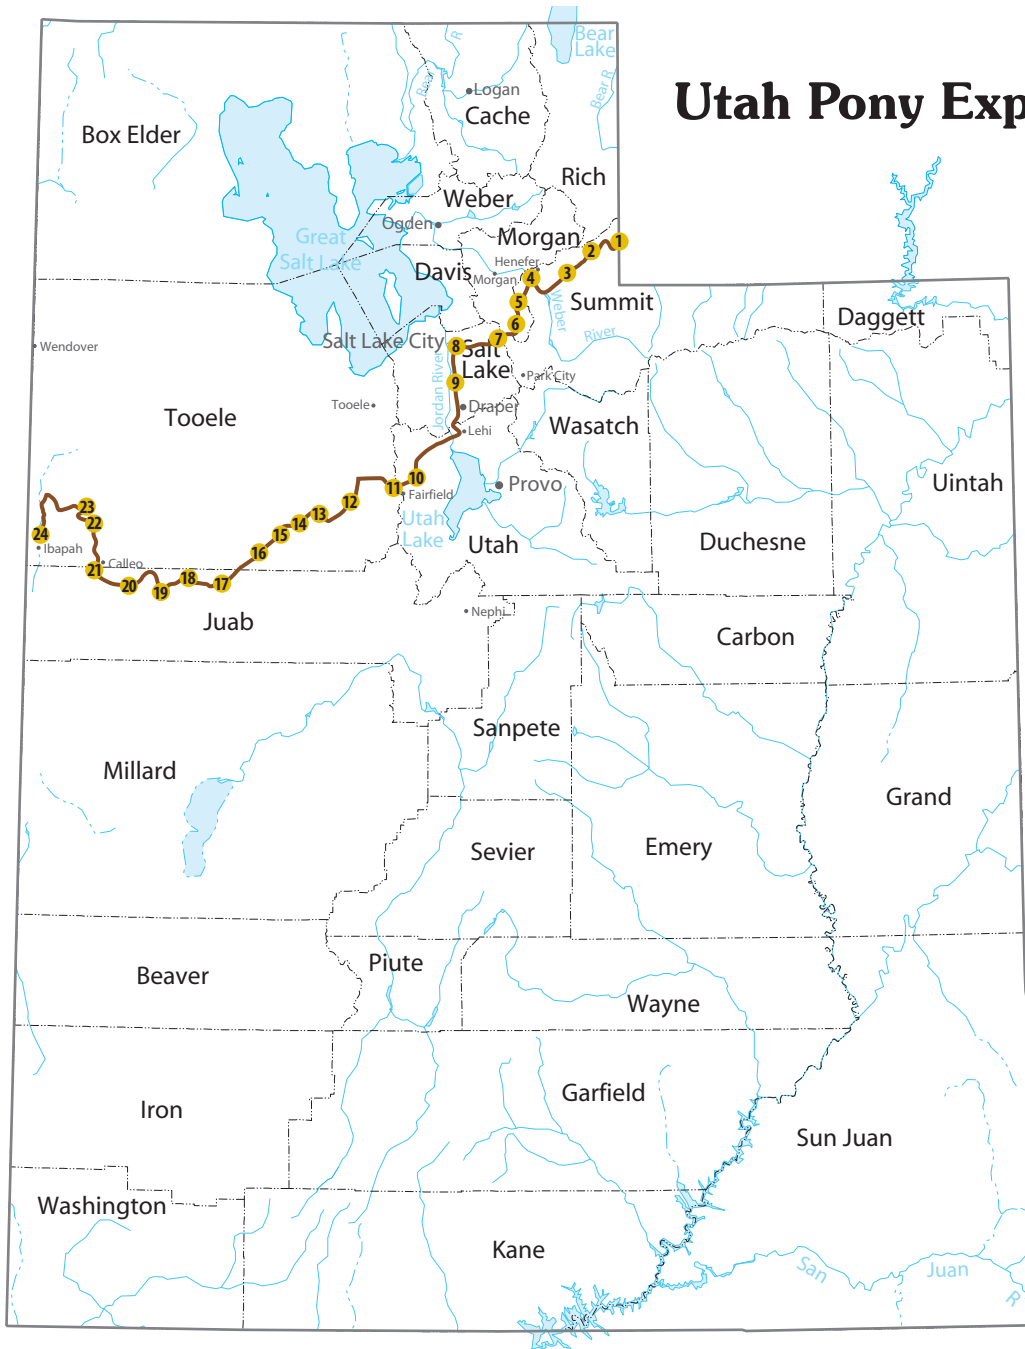 Bear
Lake
R
Bear
Bear R
Logan
Cache
Utah Pony Exp
Box Elder
Rich
Weber
Ogden
Great
Salt Lake
Morgan
Henefer
Davis
Morgan
1
2
3
4
5
6
7
8
9
Summit
Weber
River
Daggett
Wendover
Salt Lake City
Salt
Lake
Park City
Jordan River
Tooele
Tooele
Draper
Lehi
Wasatch
Uintah
Provo
10
11
12
13
14
15
16
17
18
19
20
21
22
23
24
Fairfield
Utah
Lake
Utah
Duchesne
Ibapah
Calleo
Juab
Nephi
Carbon
Sanpete
Millard
Grand
Sevier
Emery
Beaver
Piute
Wayne
Iron
Garfield
Sun Juan
Washington
Kane
San
Juan
R